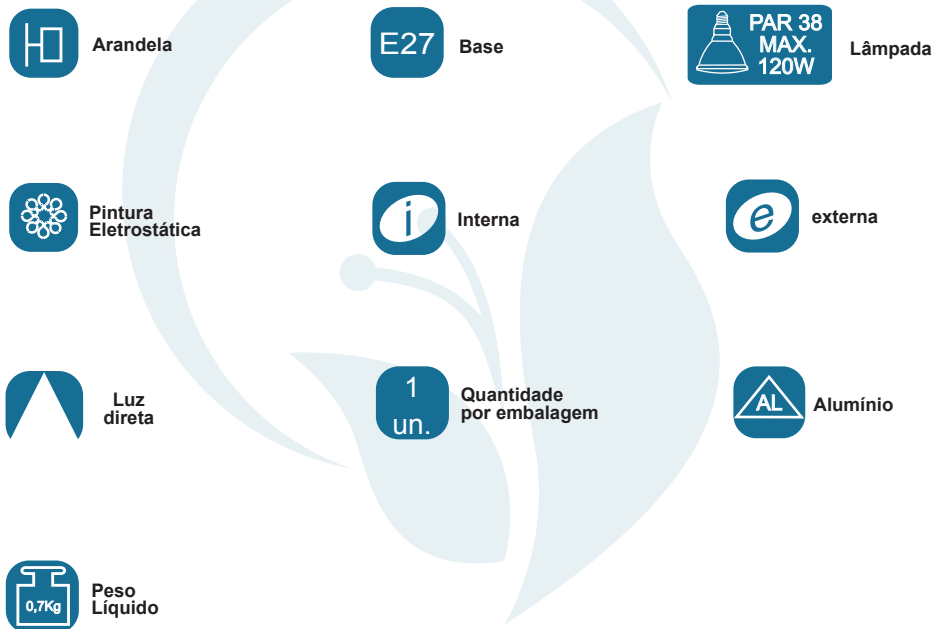 Arandela
E27
Base
PAR 38
MAX.
120W
Lâmpada
Pintura
Eletrostática
i
Interna
e
externa
Luz
direta
1
un.
Quantidade
por embalagem
AL
Alumínio
0,7Kg
Peso
Líquido